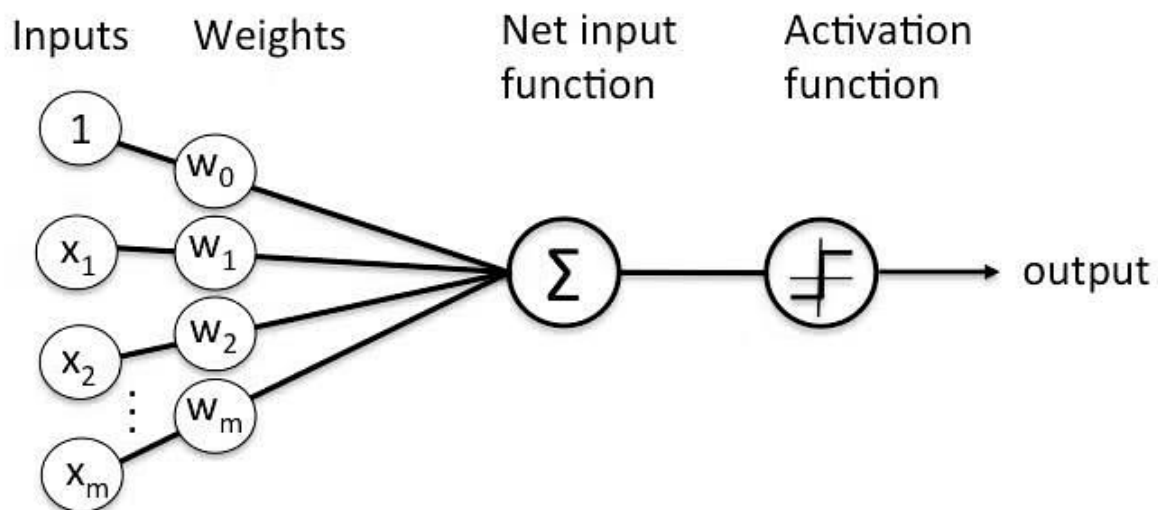 Inputs Weights Net input function Activation function
1
w0
x1
w1
x2
w2
⋮
xm
wm
Σ
output